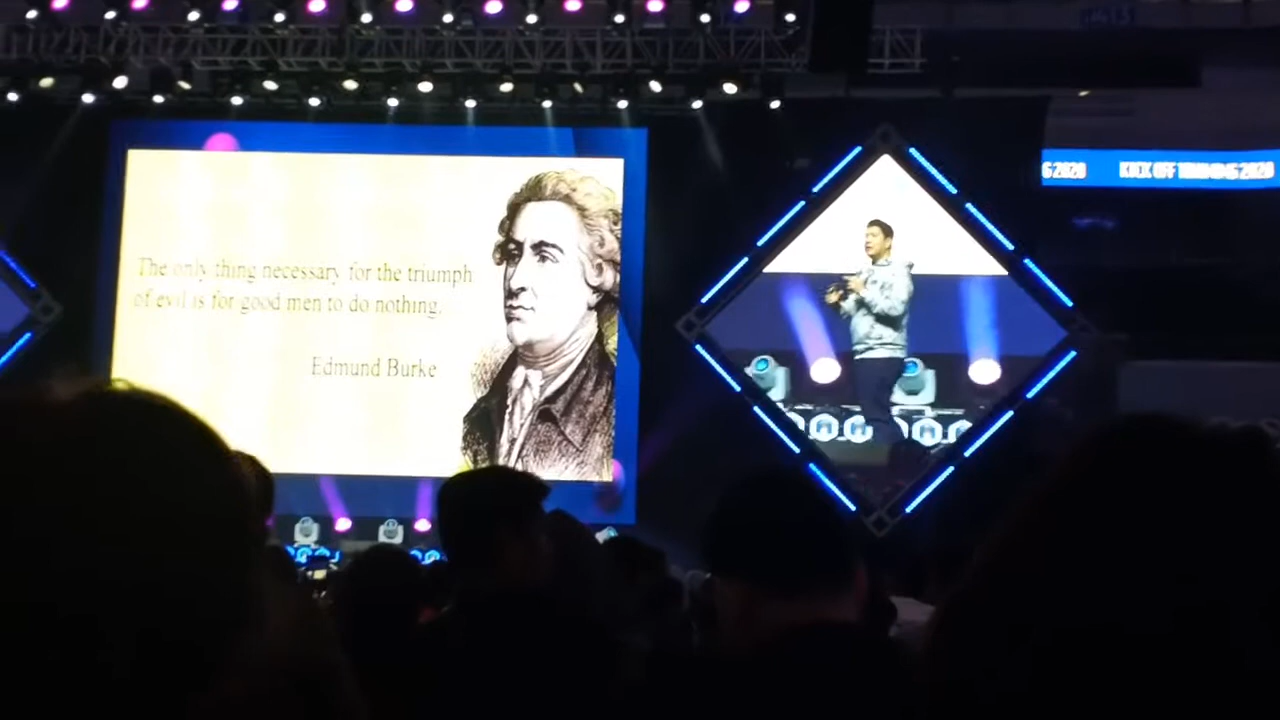 The only thing necessary for the triumph
of evil is for good men to do nothing.
Edmund Burke
G 2020
KICK OFF TRAINING 2020